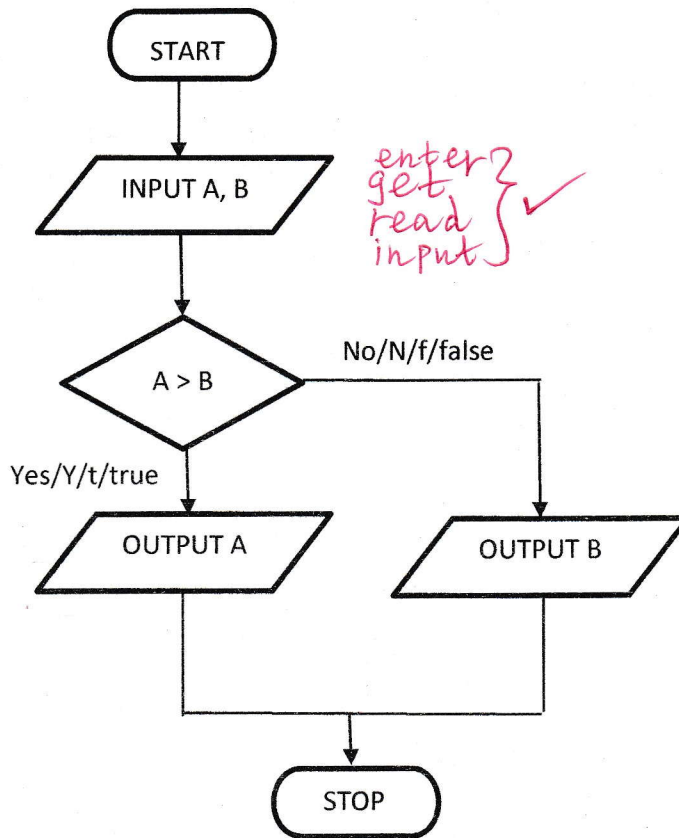 START
INPUT A, B
enter
get
read
input
A > B
No/N/f/false
Yes/Y/t/true
OUTPUT A
OUTPUT B
STOP